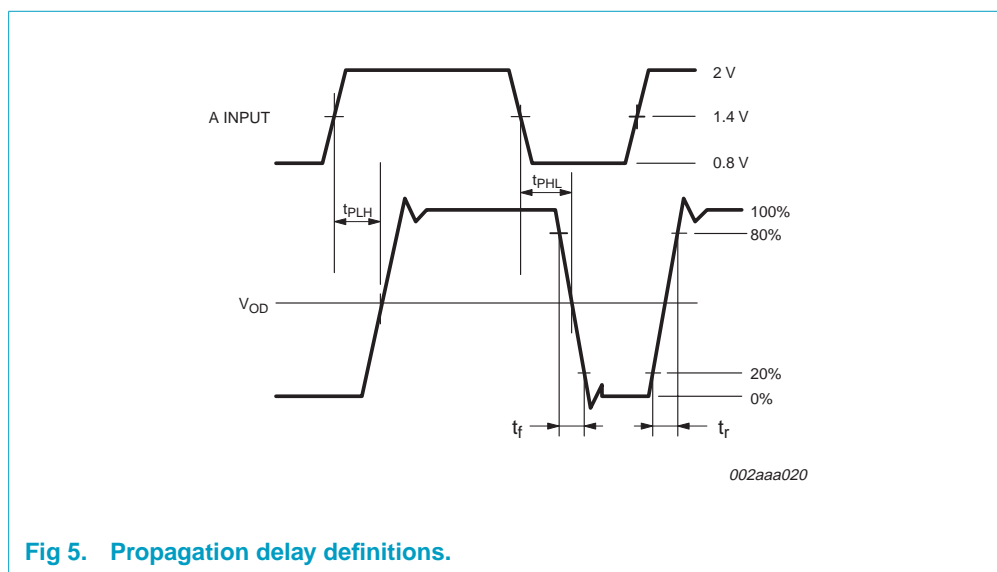 2 V
A INPUT
1.4 V
0.8 V
tPHL
tPLH
100%
80%
VOD
20%
0%
tf
tr
002aaa020
Fig 5. Propagation delay definitions.